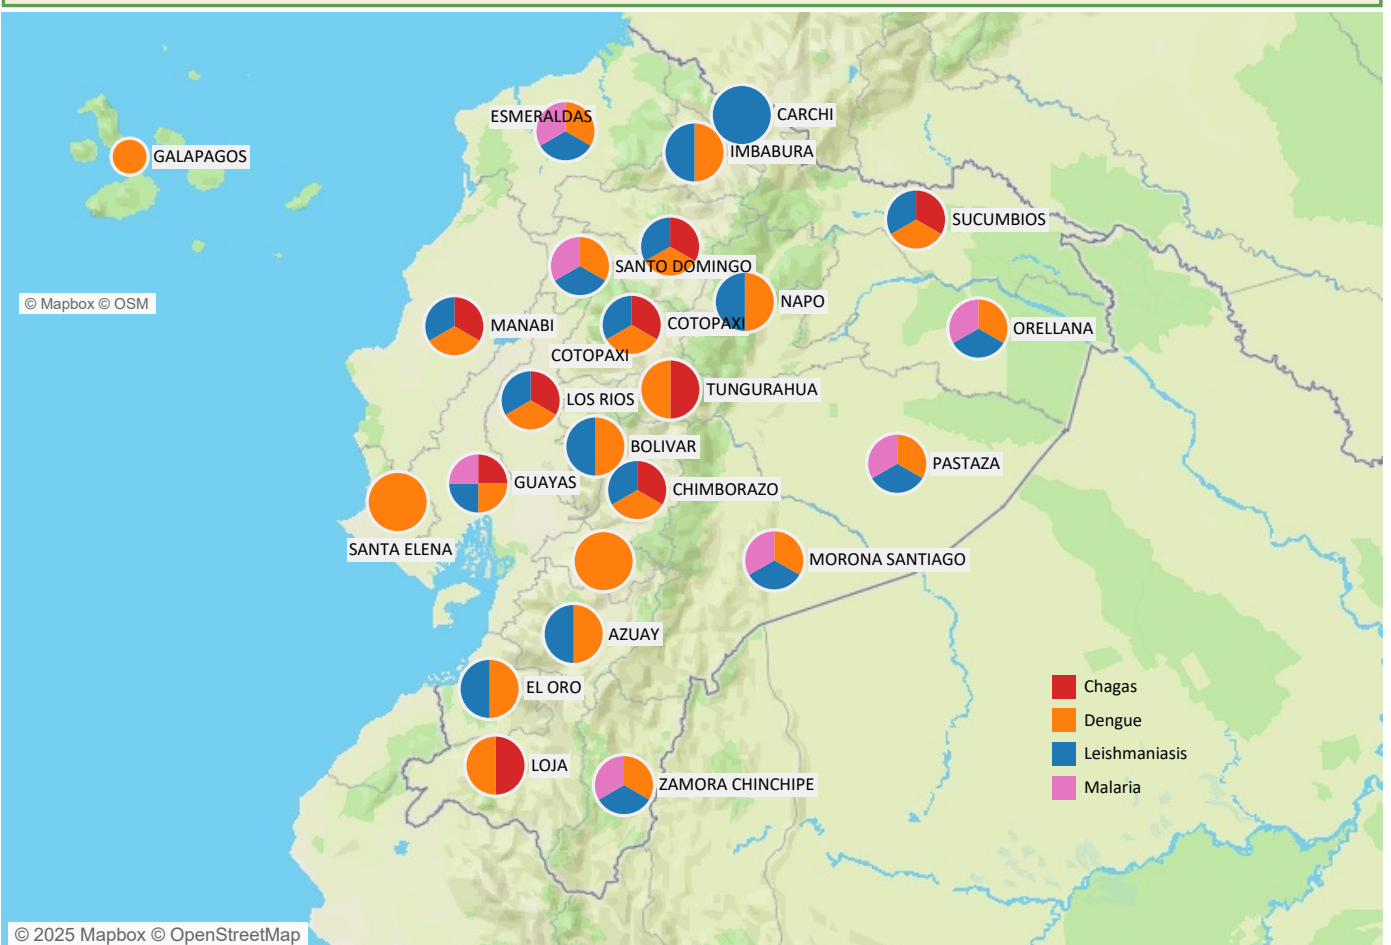 ESMERALDAS
CARCHI
IMBABURA
GALAPAGOS
SUCUMBIOS
SANTO DOMINGO
NAPO
© Mapbox © OSM
MANABI
COTOPAXI
ORELLANA
COTOPAXI
TUNGURAHUA
LOS RIOS
BOLIVAR
PASTAZA
GUAYAS
CHIMBORAZO
SANTA ELENA
MORONA SANTIAGO
AZUAY
EL ORO
LOJA
ZAMORA CHINCHIPE
Chagas
Dengue
Leishmaniasis
Malaria
© 2025 Mapbox © OpenStreetMap